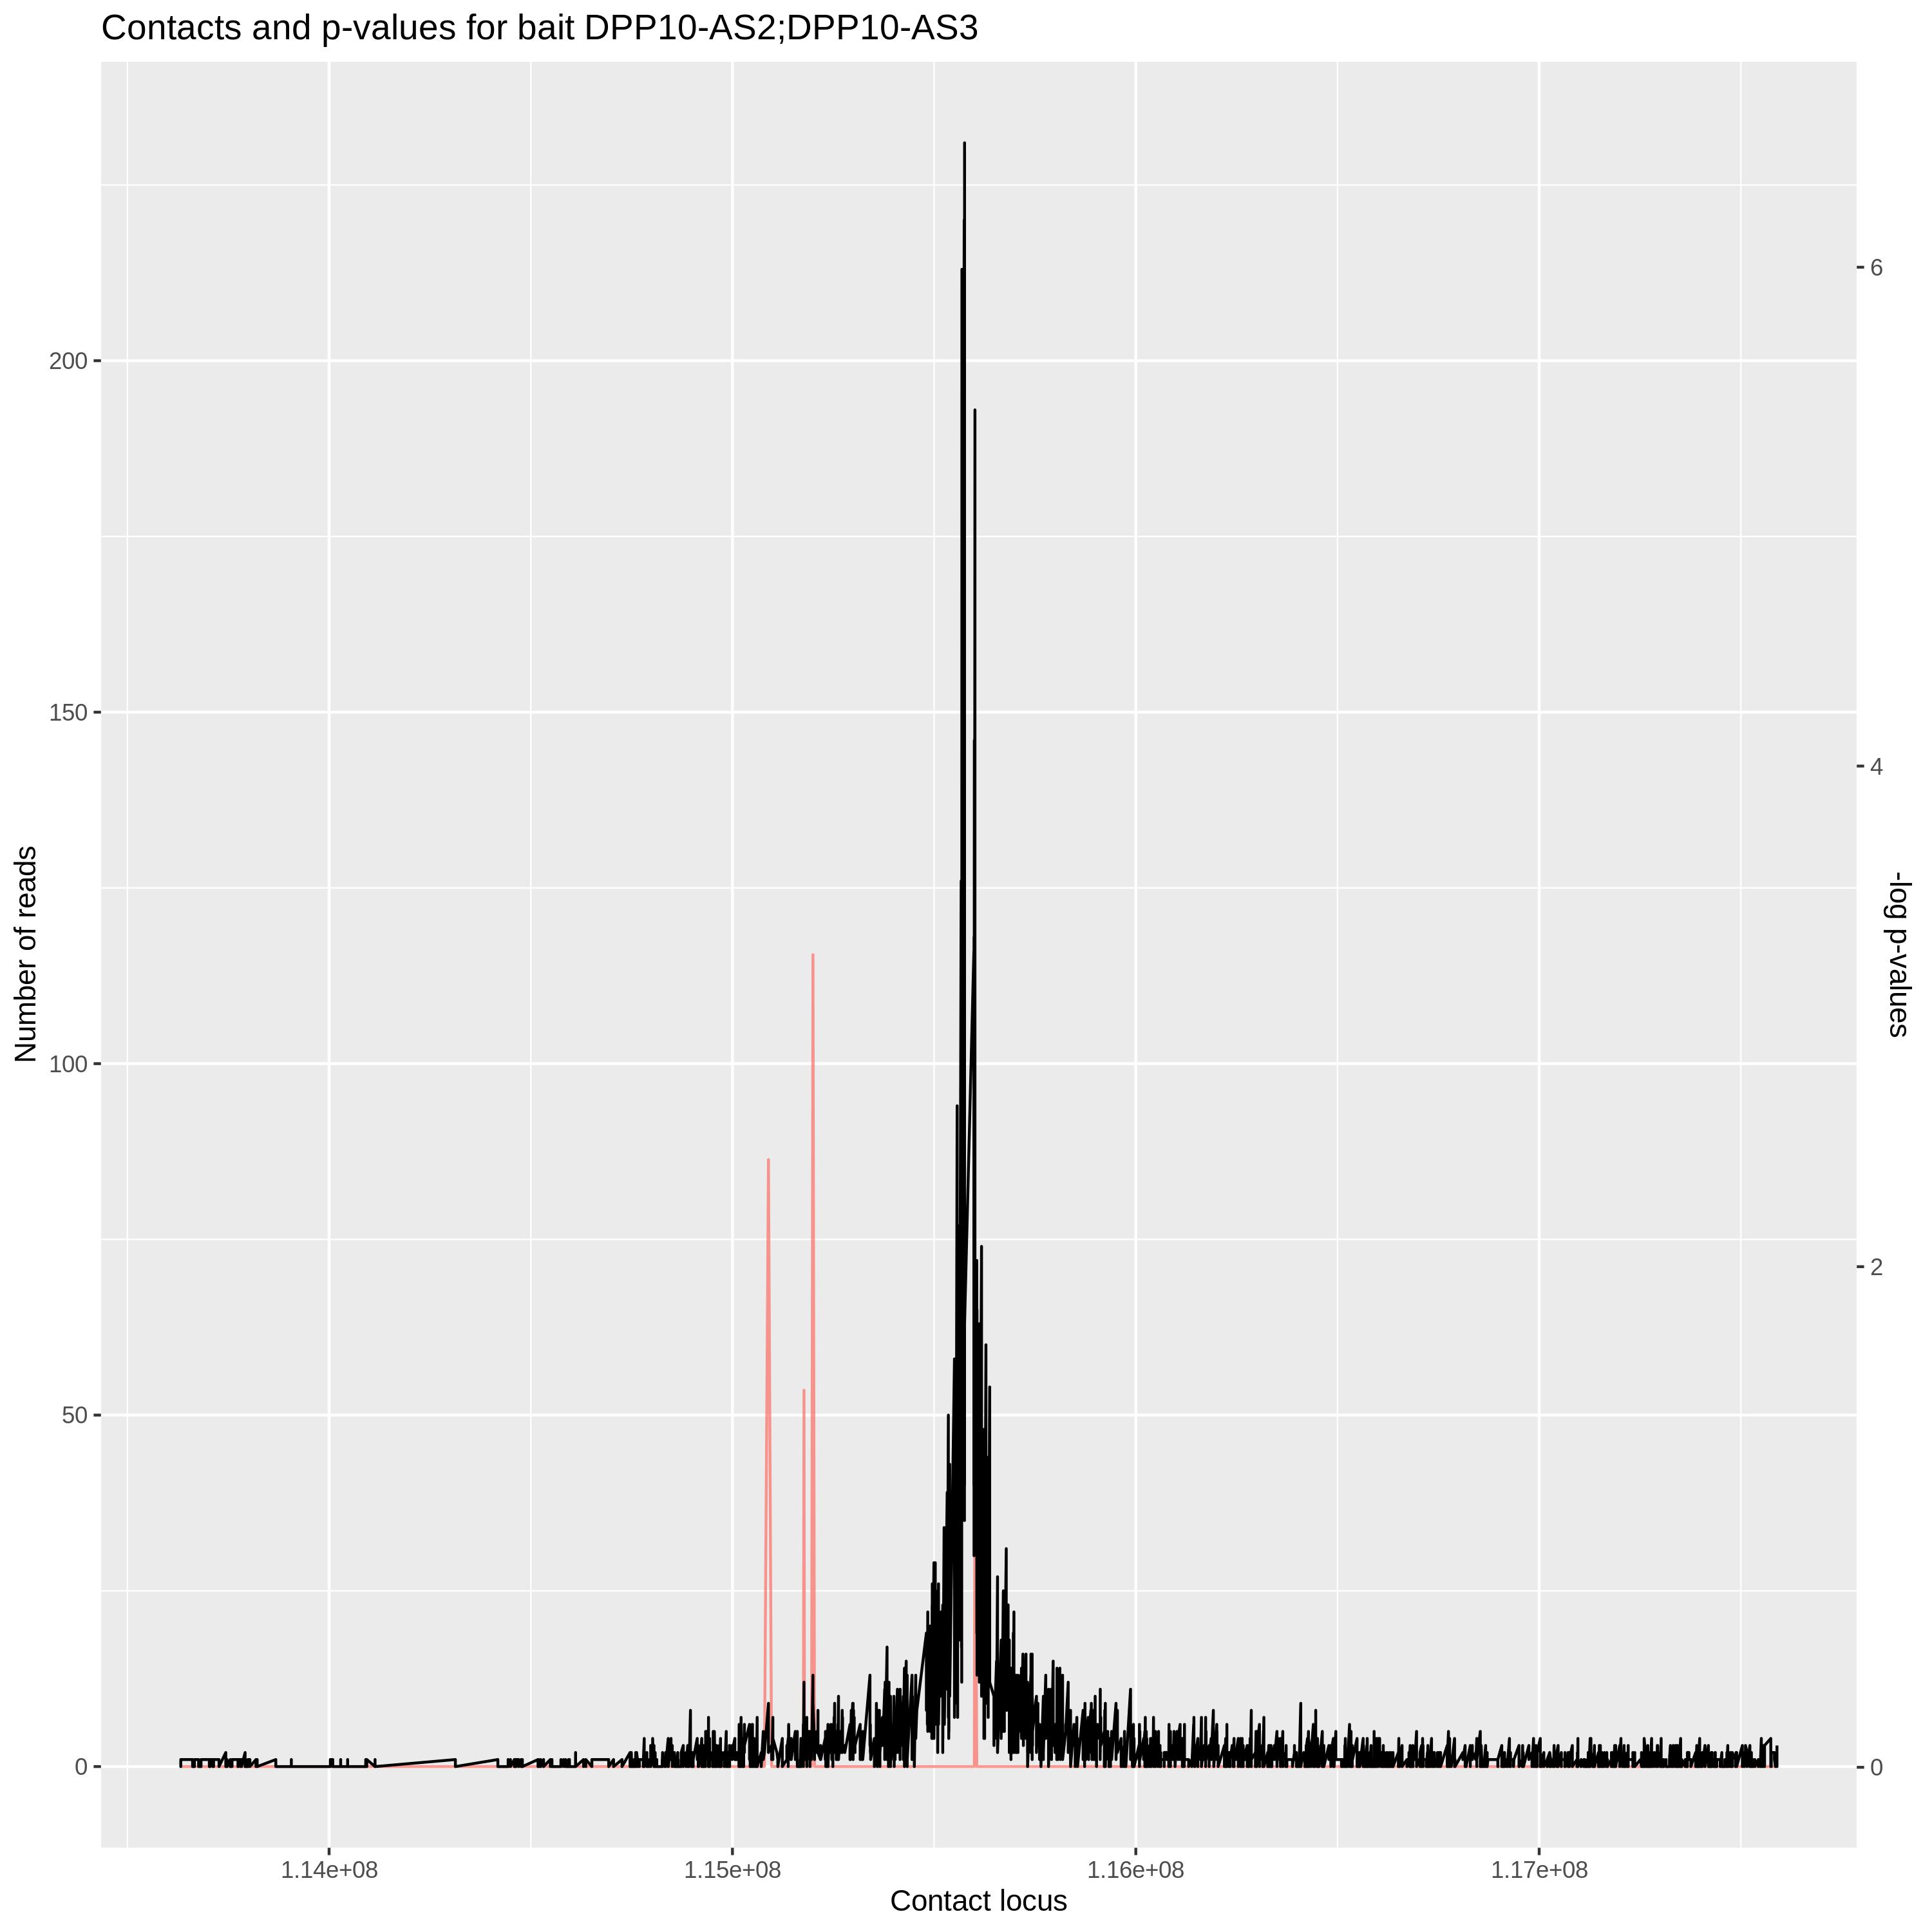 Contacts and p-values for bait DPP10-AS2;DPP10-AS3
Number of reads
200
150
100
50
0
6
4
2
0
-log p-values
1.14e+08
1.15e+08
1.16e+08
1.17e+08
Contact locus